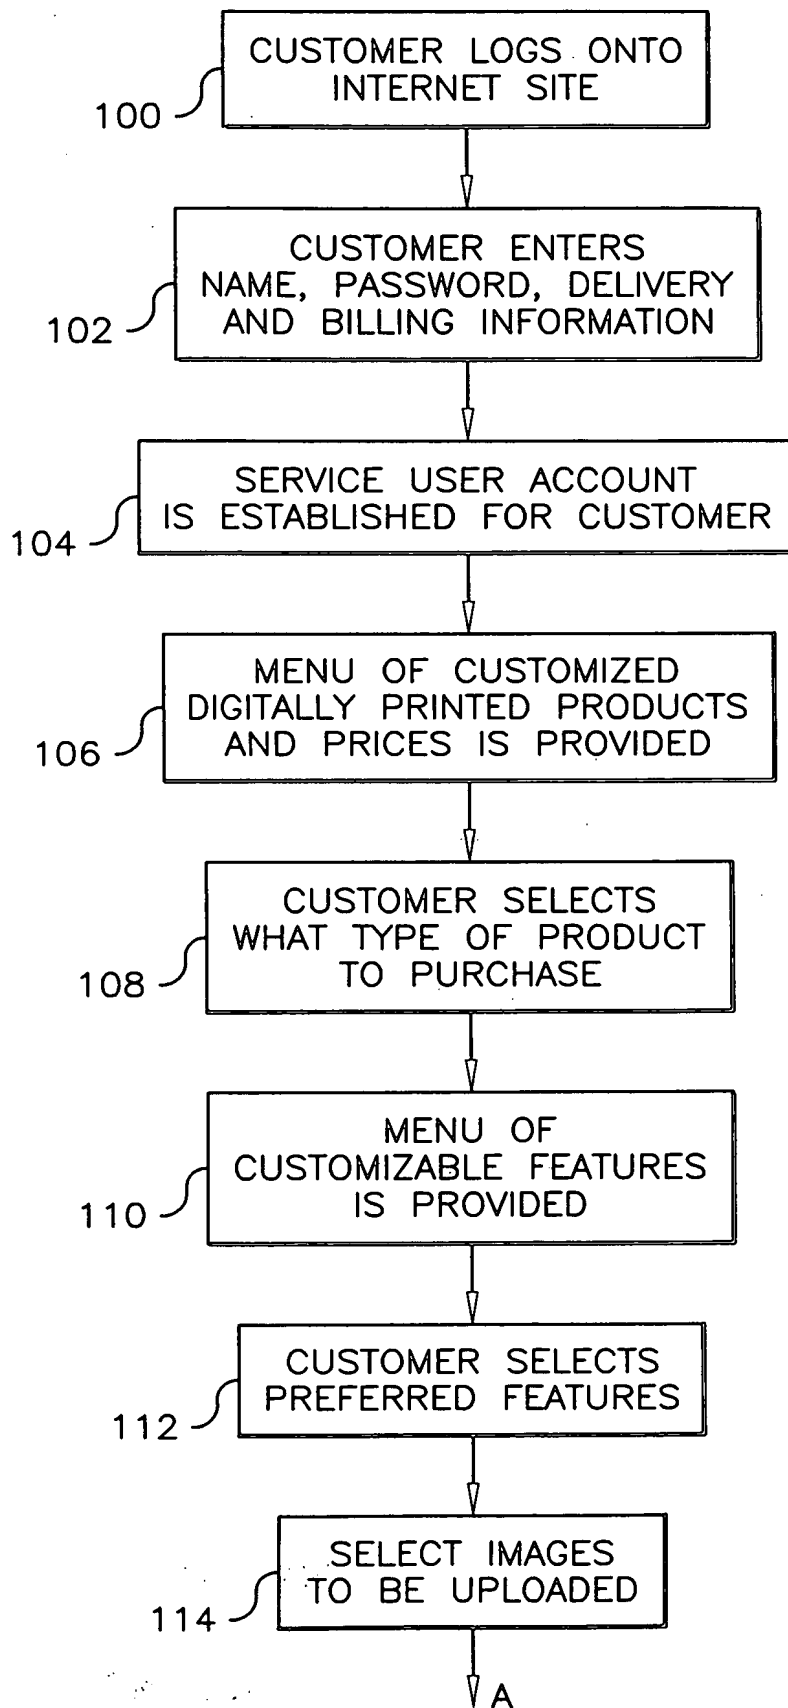 CUSTOMER LOGS ONTO
INTERNET SITE
100
CUSTOMER ENTERS
NAME, PASSWORD, DELIVERY
AND BILLING INFORMATION
102
SERVICE USER ACCOUNT
IS ESTABLISHED FOR CUSTOMER
104
MENU OF CUSTOMIZED
DIGITALLY PRINTED PRODUCTS
AND PRICES IS PROVIDED
106
CUSTOMER SELECTS
WHAT TYPE OF PRODUCT
TO PURCHASE
108
MENU OF
CUSTOMIZABLE FEATURES
IS PROVIDED
110
CUSTOMER SELECTS
PREFERRED FEATURES
112
SELECT IMAGES
TO BE UPLOADED
114
A